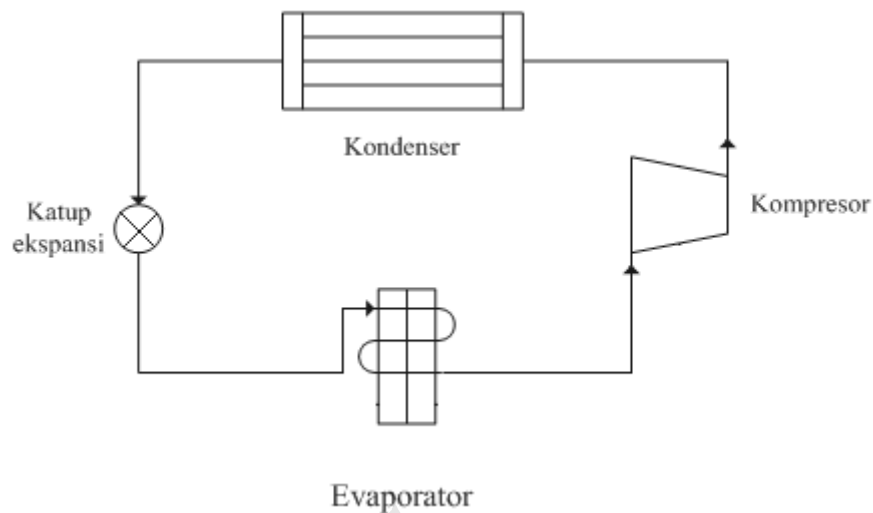 Kondenser
Katup
ekspansi
Kompresor
Evaporator